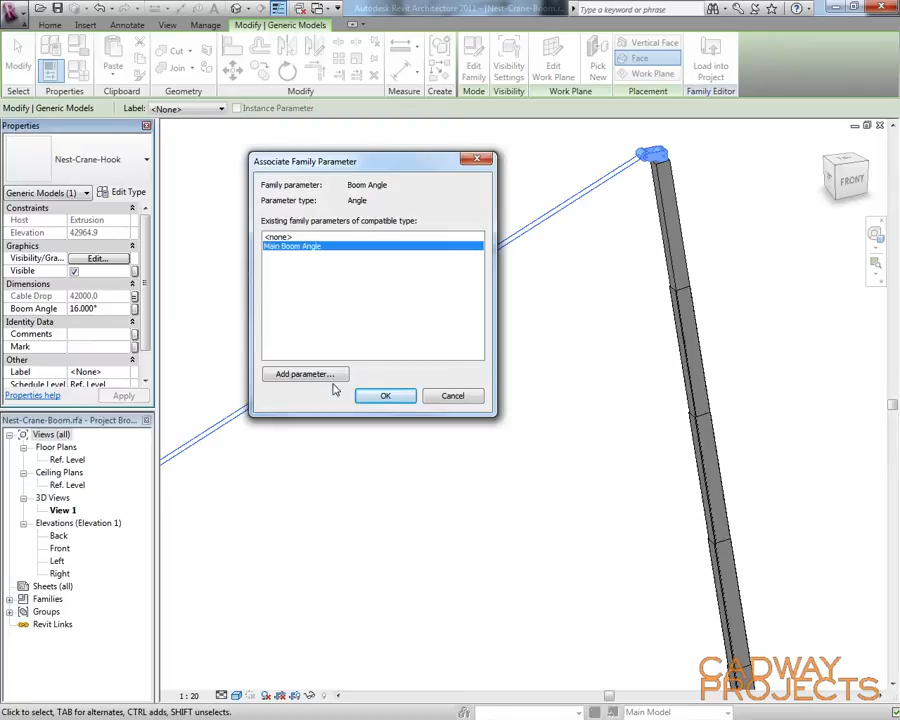 Autodesk Revit Architecture 2011 - [Nest-Crane-Boom.rfa...
Type a keyword or phrase
Home Insert Annotate View Manage Modify | Generic Models
Modify Paste Cut Join Edit Family Visibility Settings Edit Work Plane Pick New Vertical Face Face Work Plane Load into Project
Select Properties Clipboard Geometry Modify Measure Create Mode Visibility Work Plane Placement Family Editor
Modify | Generic Models Label: <None> Instance Parameter
Properties
Nest-Crane-Hook
Generic Models (1) Edit Type
Constraints
Host Extrusion
Elevation 42964.9
Graphics
Visibility/Gra... Edit...
Visible
Dimensions
Cable Drop 42000.0
Boom Angle 16.000°
Identity Data
Comments
Mark
Other
Label <None>
Schedule Level Ref. Level
Properties help Apply
Nest-Crane-Boom.rfa - Project Bro...
Views (all)
Floor Plans
Ref. Level
Ceiling Plans
Ref. Level
3D Views
View 1
Elevations (Elevation 1)
Back
Front
Left
Right
Sheets (all)
Families
Groups
Revit Links
Associate Family Parameter
Family parameter: Boom Angle
Parameter type: Angle
Existing family parameters of compatible type:
<none>
Main Boom Angle
Add parameter...
OK Cancel
FRONT
1 : 20
Click to select, TAB for alternates, CTRL adds, SHIFT unselects.
Main Model
CADWAY
PROJECTS